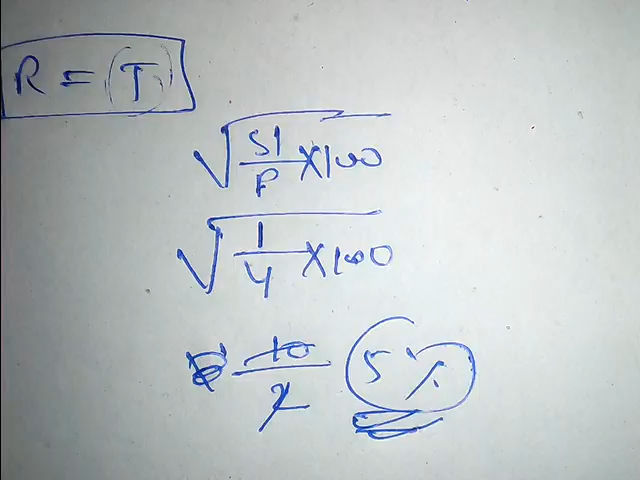 R = T
√SI/P × 100
√1/4 × 100
10/2 5%